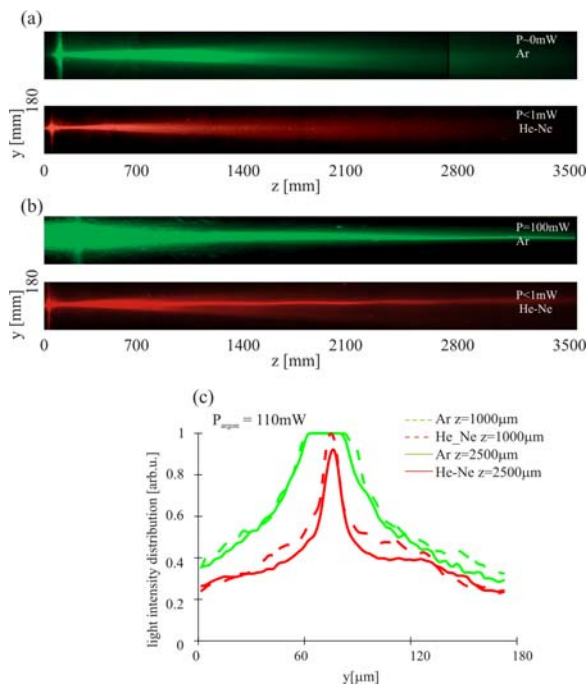 (a)
P~0mW
Ar
P<1mW
He-Ne
y [mm]
180
0 700 1400 2100 2800 3500
z [mm]
(b)
P=100mW
Ar
P<1mW
He-Ne
y [mm]
180
0 700 1400 2100 2800 3500
z [mm]
(c)
P argon = 110mW
Ar z=1000μm
He_Ne z=1000μm
Ar z=2500μm
He-Ne z=2500μm
light intensity distribution [arb.u.]
1
0.8
0.6
0.4
0.2
0
0 60 120 180
y[μm]